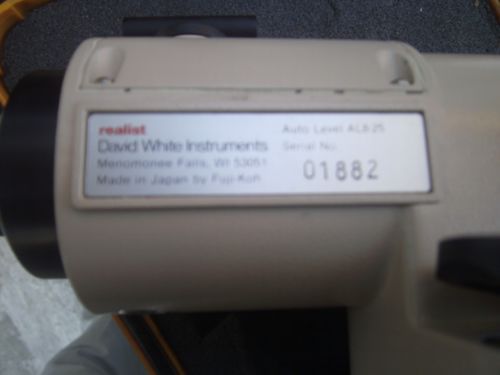 realist
David White Instruments
Menomonee Falls, WI 53051
Made in Japan by Fuji-Koh
Auto Level AL8-25
Serial No.
01882